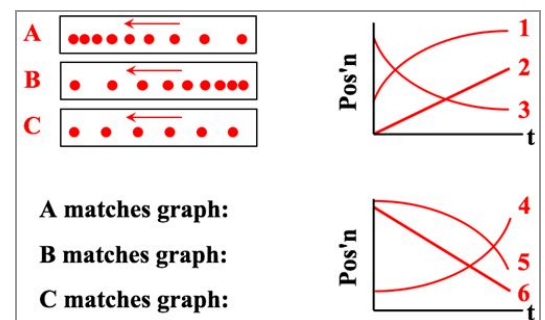 A
B
C
Pos'n
1
2
3
t
A matches graph:
B matches graph:
C matches graph:
Pos'n
4
5
6
t